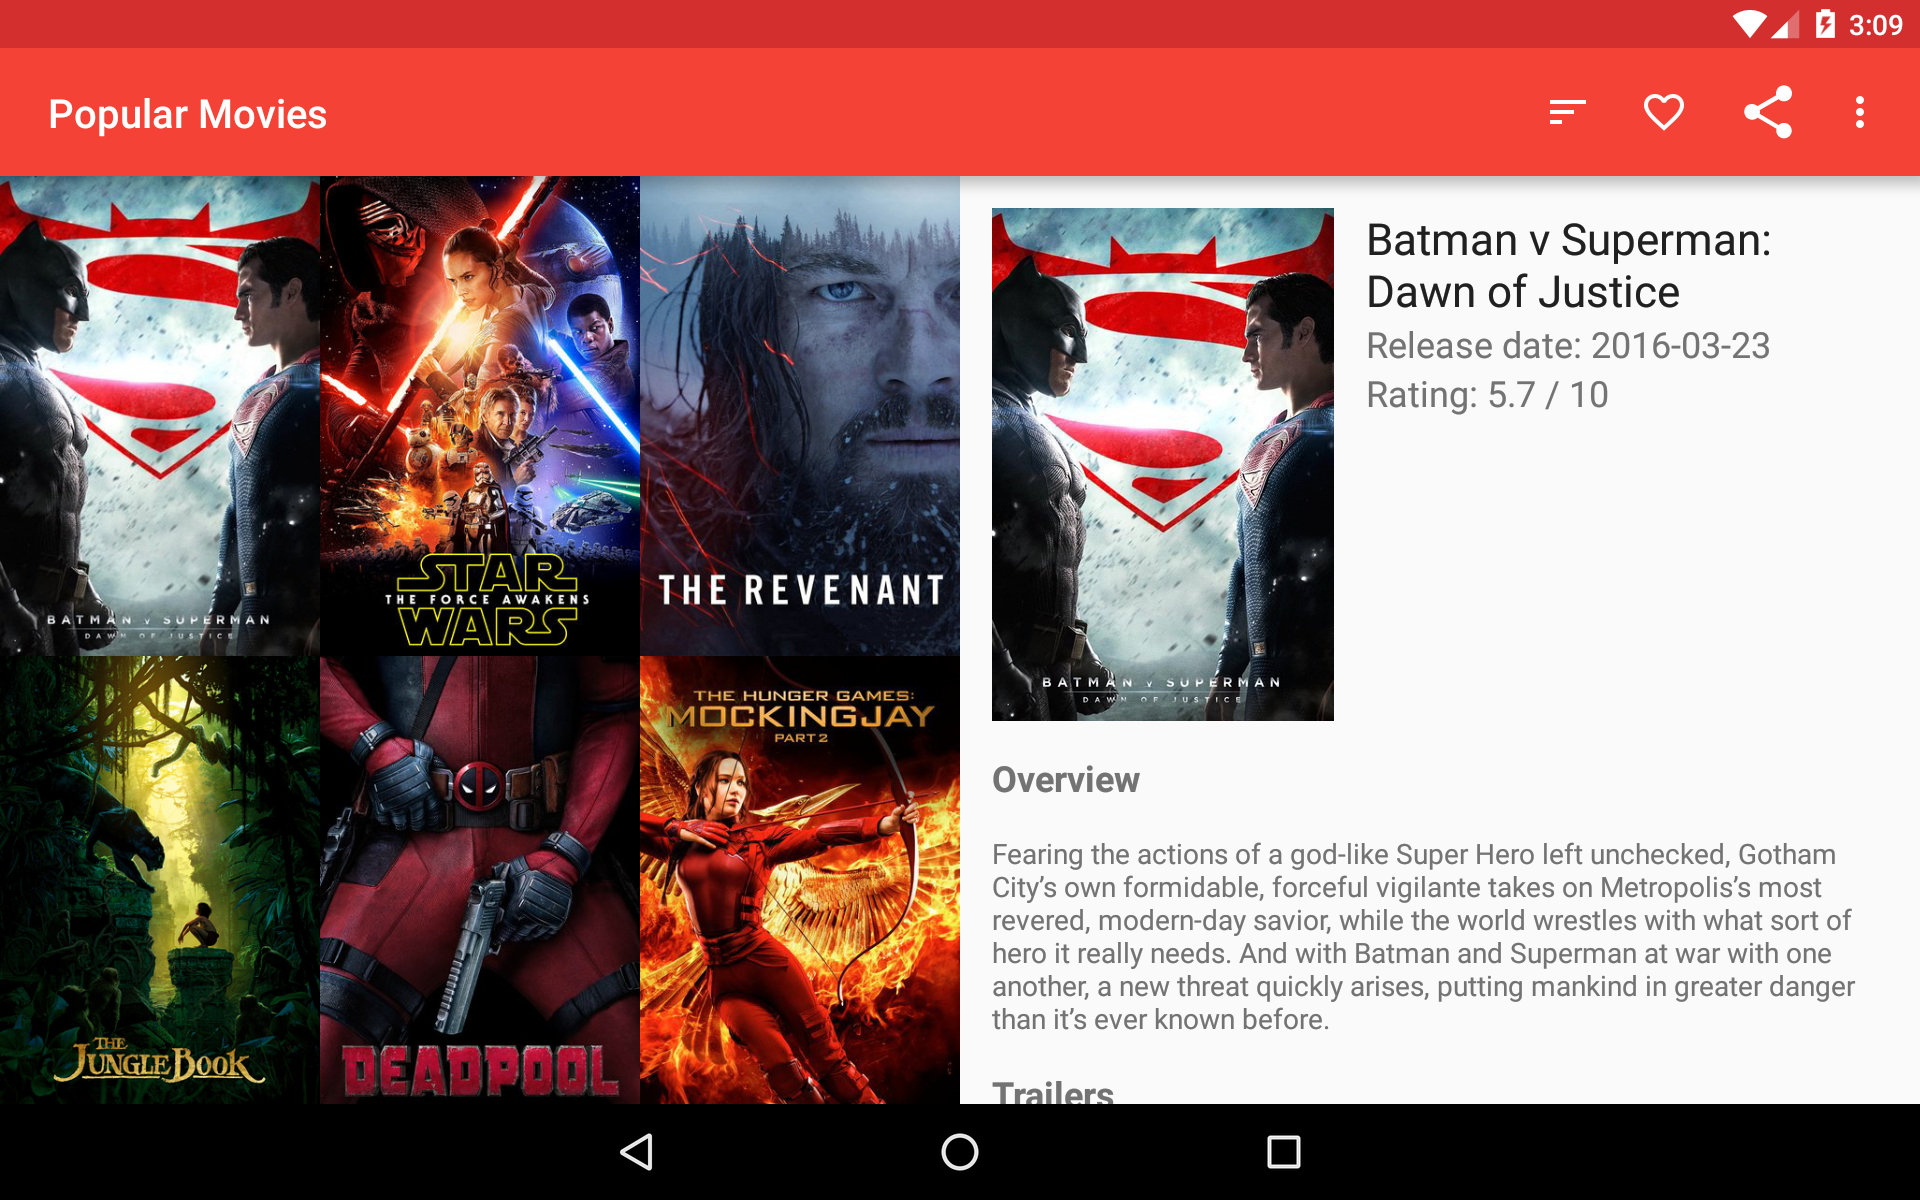 3:09
Popular Movies
BATMAN v SUPERMAN
DAWN OF JUSTICE
STAR
THE FORCE AWAKENS
WARS
THE REVENANT
THE
JUNGLE BOOK
DEADPOOL
THE HUNGER GAMES:
MOCKINGJAY
PART 2
BATMAN v SUPERMAN
DAWN OF JUSTICE
Batman v Superman:
Dawn of Justice
Release date: 2016-03-23
Rating: 5.7 / 10
Overview
Fearing the actions of a god-like Super Hero left unchecked, Gotham
City’s own formidable, forceful vigilante takes on Metropolis’s most
revered, modern-day savior, while the world wrestles with what sort of
hero it really needs. And with Batman and Superman at war with one
another, a new threat quickly arises, putting mankind in greater danger
than it’s ever known before.
Trailers